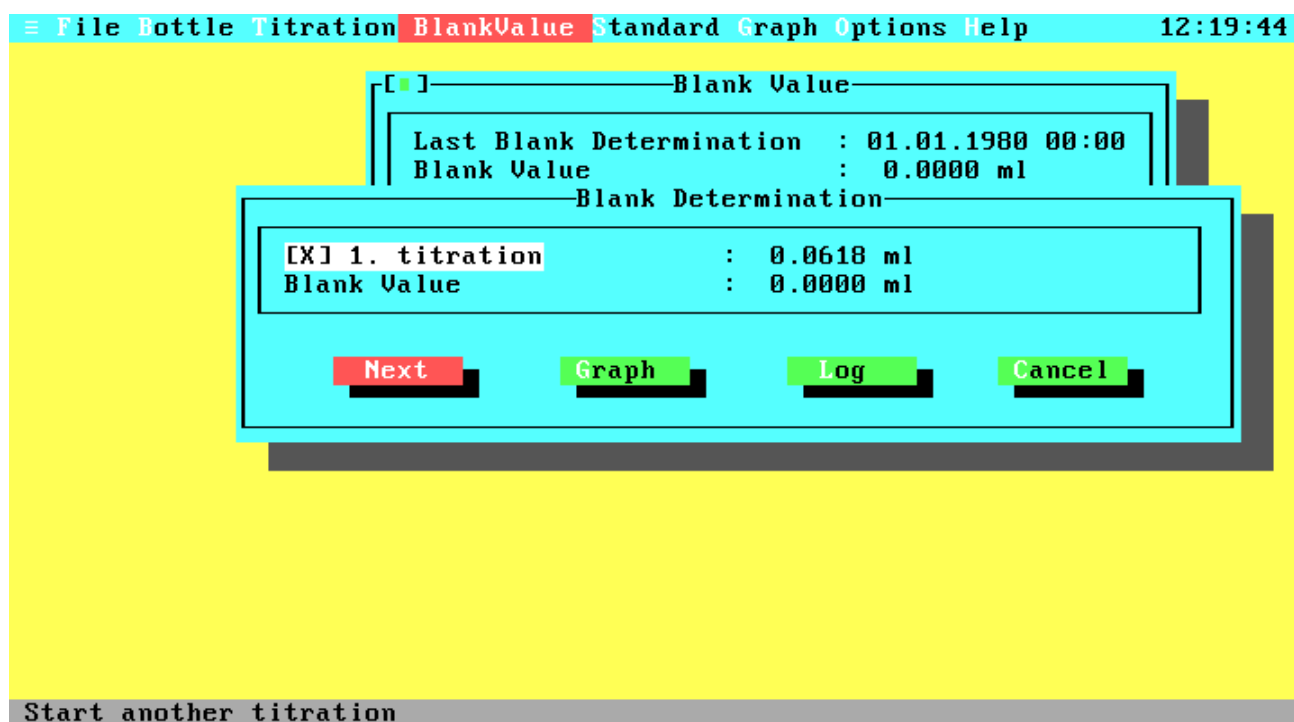 ≡ File Bottle Titration BlankValue Standard Graph Options Help 12:19:44
[▪] Blank Value
Last Blank Determination : 01.01.1980 00:00
Blank Value : 0.0000 ml
Blank Determination
[X] 1. titration : 0.0618 ml
Blank Value : 0.0000 ml
Next Graph Log Cancel
Start another titration